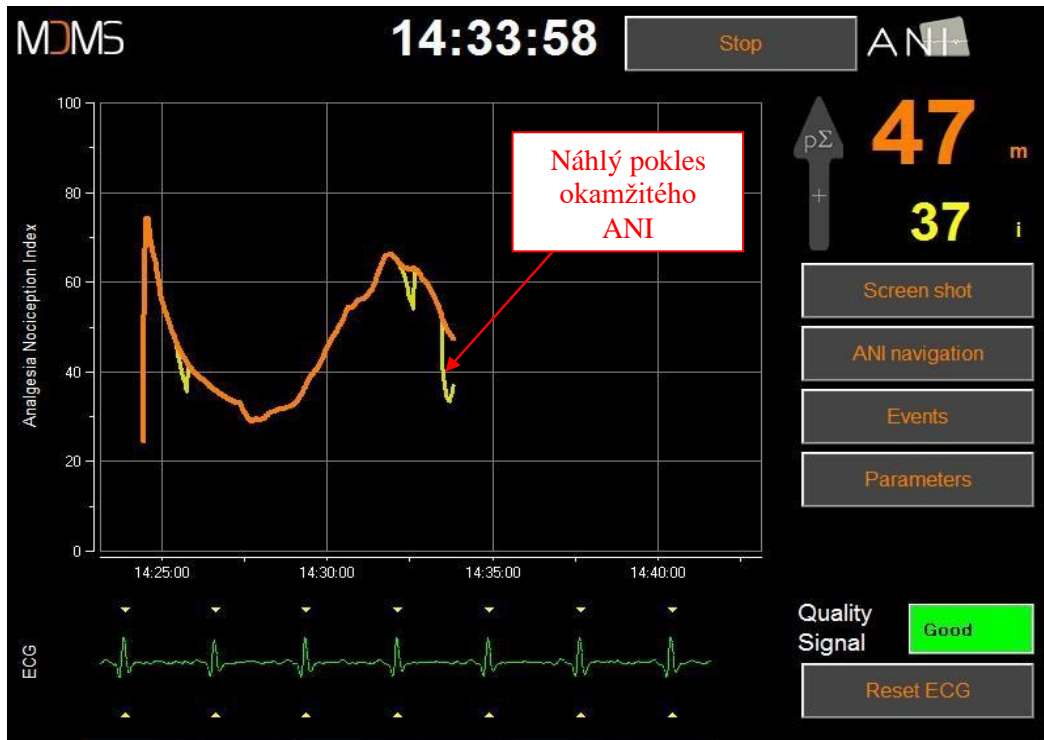 MDMS
14:33:58
Stop
ANI
100
80
60
40
20
0
Analgesia Nociception Index
14:25:00
14:30:00
14:35:00
14:40:00
Náhlý pokles
okamžitého
ANI
pΣ
+
47 m
37 i
Screen shot
ANI navigation
Events
Parameters
ECG
Quality
Signal
Good
Reset ECG